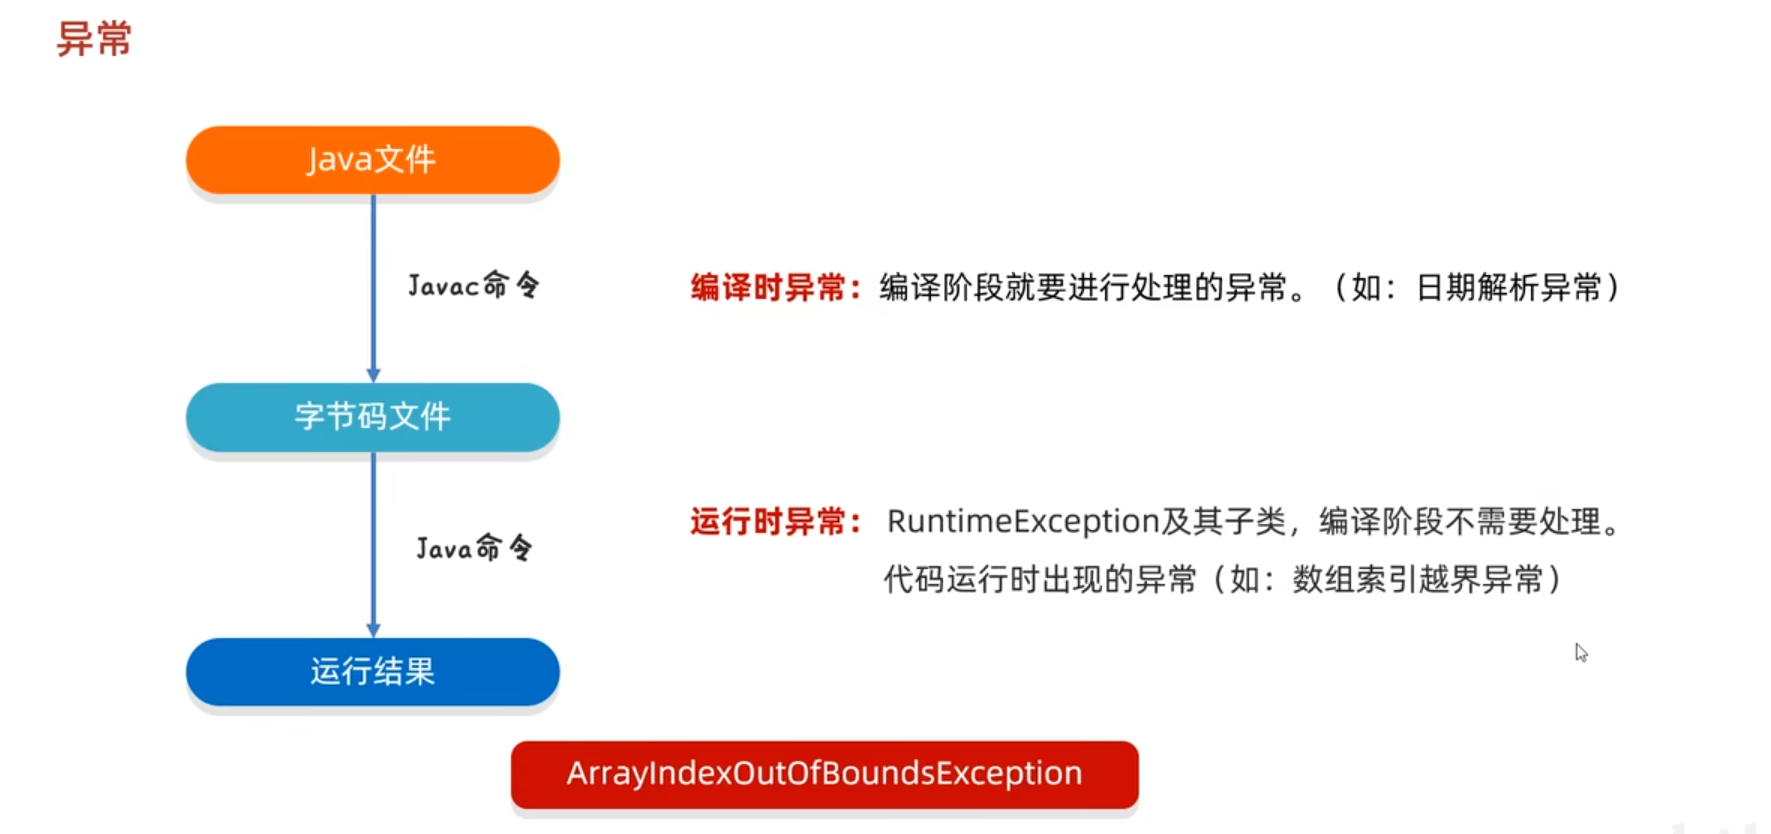 异常
Java文件
Javac命令
编译时异常：编译阶段就要进行处理的异常。（如：日期解析异常）
字节码文件
运行时异常： RuntimeException及其子类，编译阶段不需要处理。
代码运行时出现的异常（如：数组索引越界异常）
Java命令
运行结果
ArrayIndexOutOfBoundsException